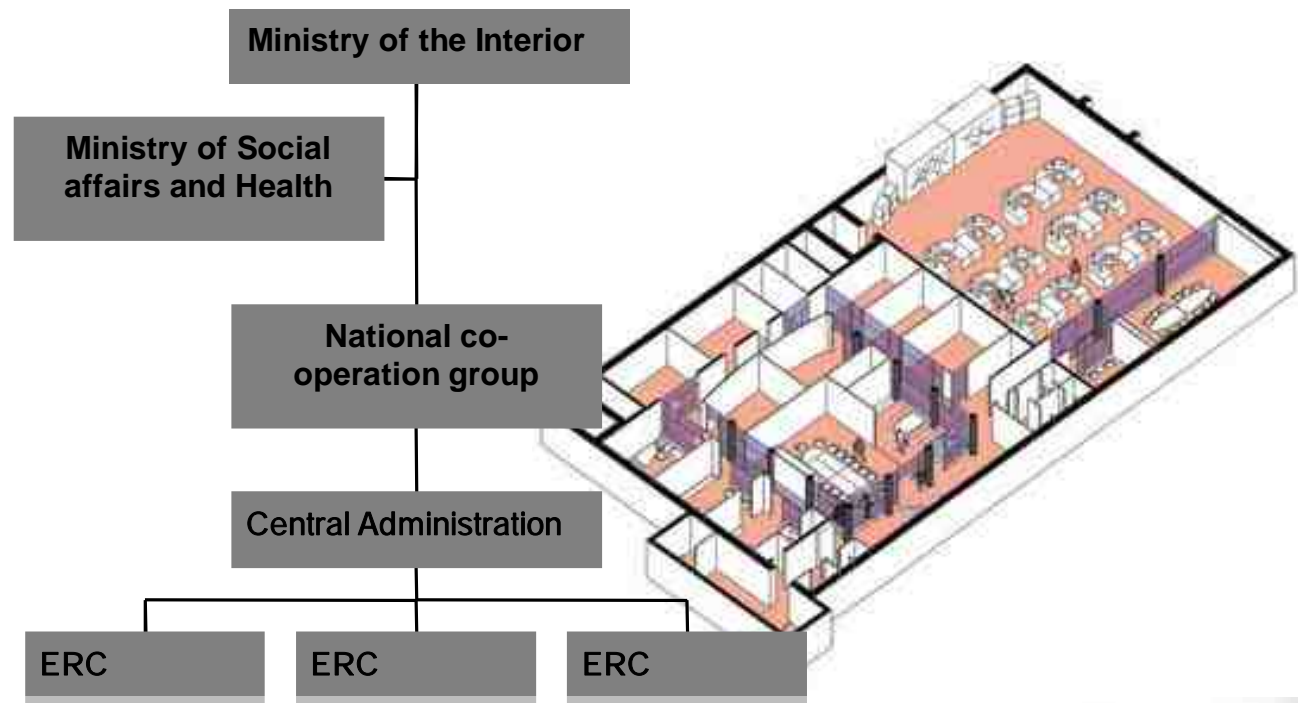 Ministry of the Interior
Ministry of Social
affairs and Health
National co-
operation group
Central Administration
ERC
ERC
ERC